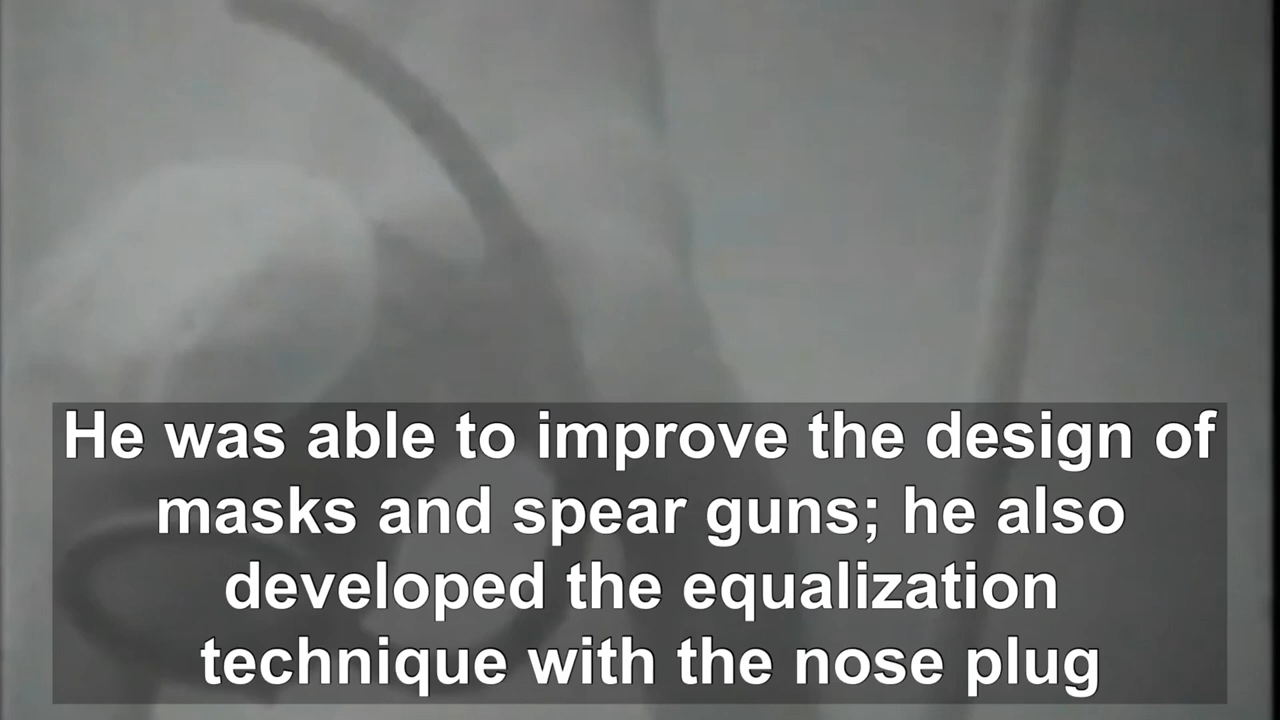 He was able to improve the design of
masks and spear guns; he also
developed the equalization
technique with the nose plug